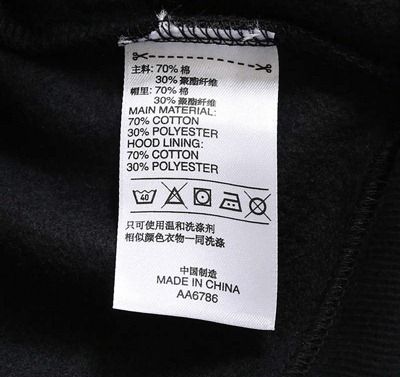 主料: 70% 棉
30% 聚酯纤维
帽里: 70% 棉
30% 聚酯纤维
MAIN MATERIAL:
70% COTTON
30% POLYESTER
HOOD LINING:
70% COTTON
30% POLYESTER
40
只可使用温和洗涤剂
相似颜色衣物一同洗涤
中国制造
MADE IN CHINA
AA6786